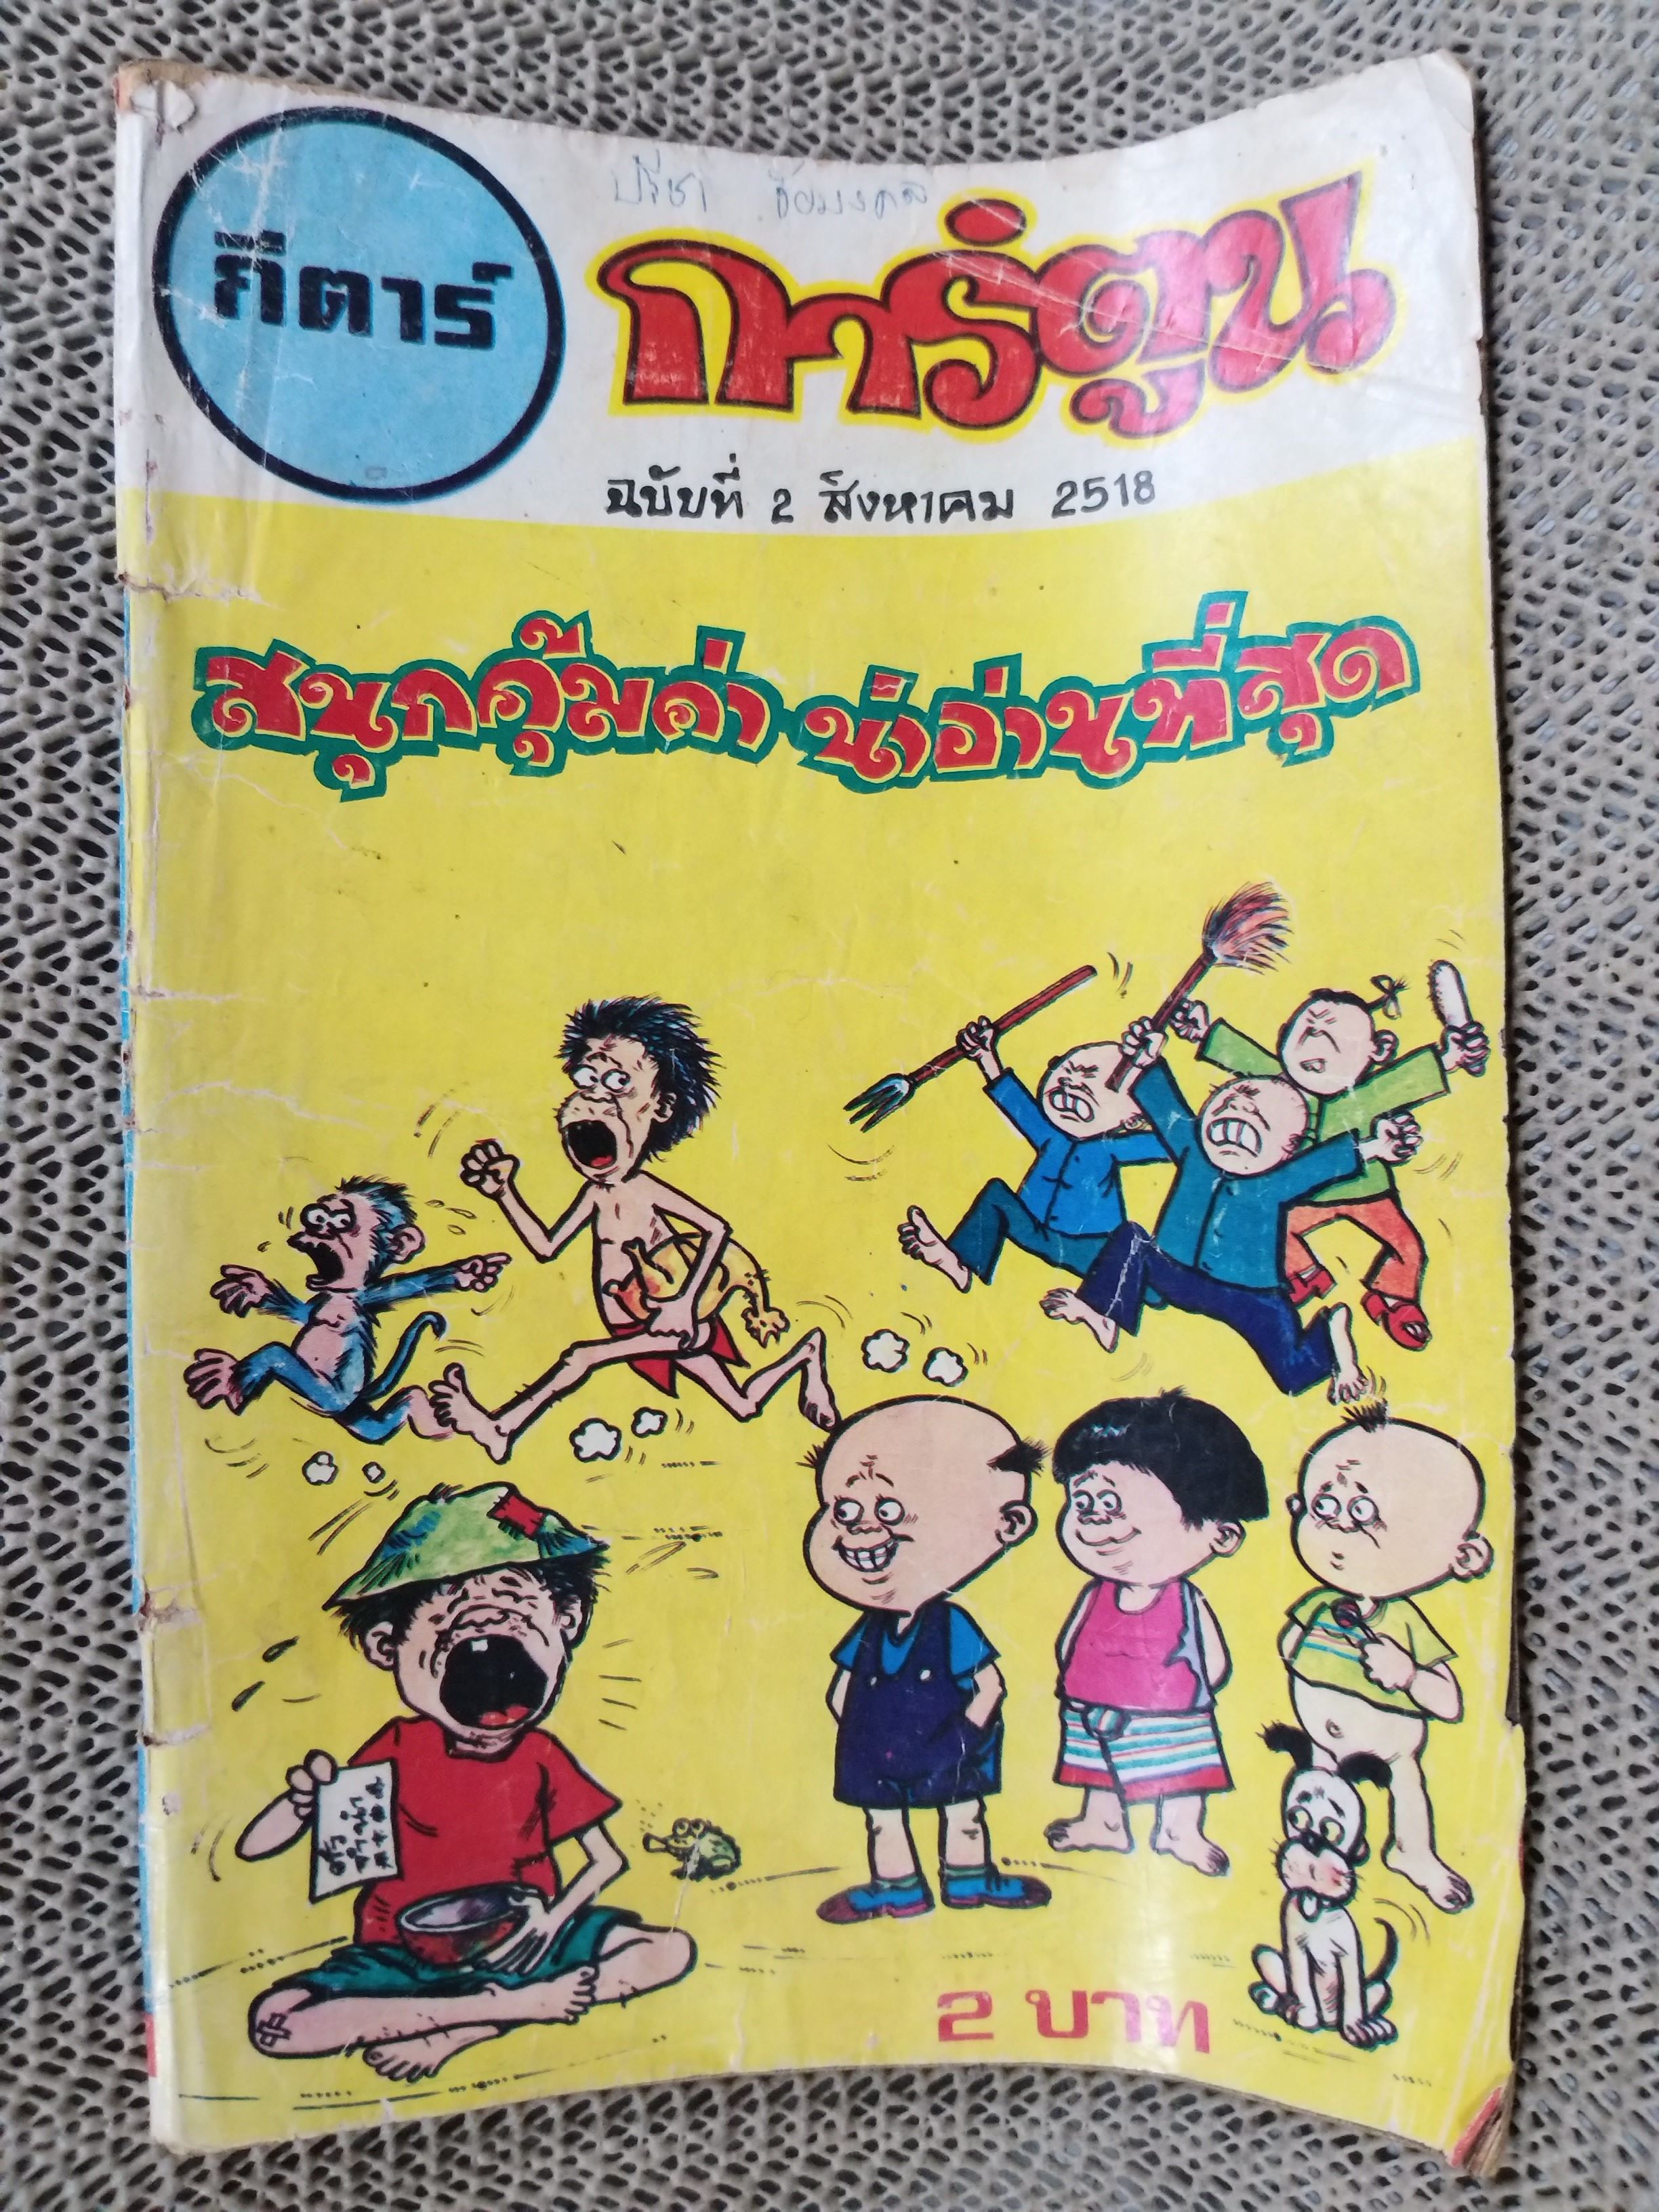 ปรีชา
กีตาร์
การ์ตูน
ฉบับที่ 2 สิงหาคม 2518
สนุกคุ้มค่า น่าอ่านที่สุด
2 บาท